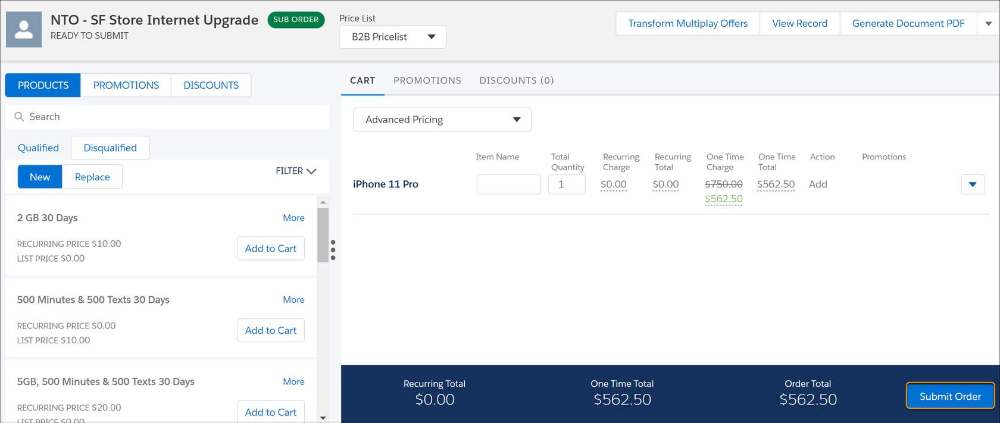 NTO - SF Store Internet Upgrade SUB ORDER
READY TO SUBMIT
Price List
B2B Pricelist
Transform Multiplay Offers View Record Generate Document PDF
PRODUCTS PROMOTIONS DISCOUNTS
Search
Qualified Disqualified
New Replace FILTER
2 GB 30 Days More
RECURRING PRICE $10.00
LIST PRICE $0.00
Add to Cart
500 Minutes & 500 Texts 30 Days More
RECURRING PRICE $0.00
LIST PRICE $10.00
Add to Cart
5GB, 500 Minutes & 500 Texts 30 Days More
RECURRING PRICE $20.00
LIST PRICE $0.00
Add to Cart
CART PROMOTIONS DISCOUNTS (0)
Advanced Pricing
Item Name Total Quantity Recurring Charge Recurring Total One Time Charge One Time Total Action Promotions
iPhone 11 Pro 1 $0.00 $0.00 $750.00 $562.50 Add
$562.50
Recurring Total One Time Total Order Total
$0.00 $562.50 $562.50
Submit Order